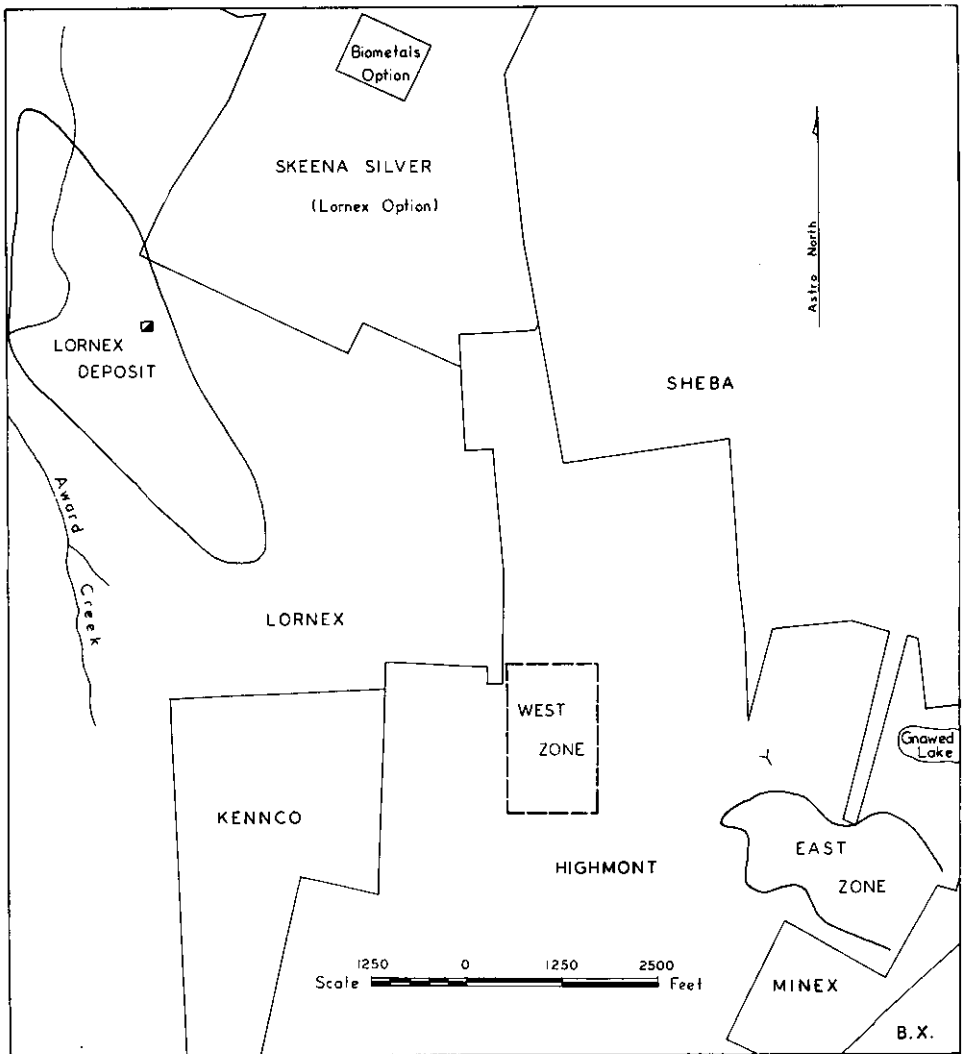 Biometals
Option
SKEENA SILVER
(Lornex Option)
Astro North
LORNEX
DEPOSIT
SHEBA
Award
Creek
LORNEX
WEST
ZONE
Gnawed
Lake
KENNCO
EAST
ZONE
HIGHMONT
1250 0 1250 2500
Scale Feet
MINEX
B.X.